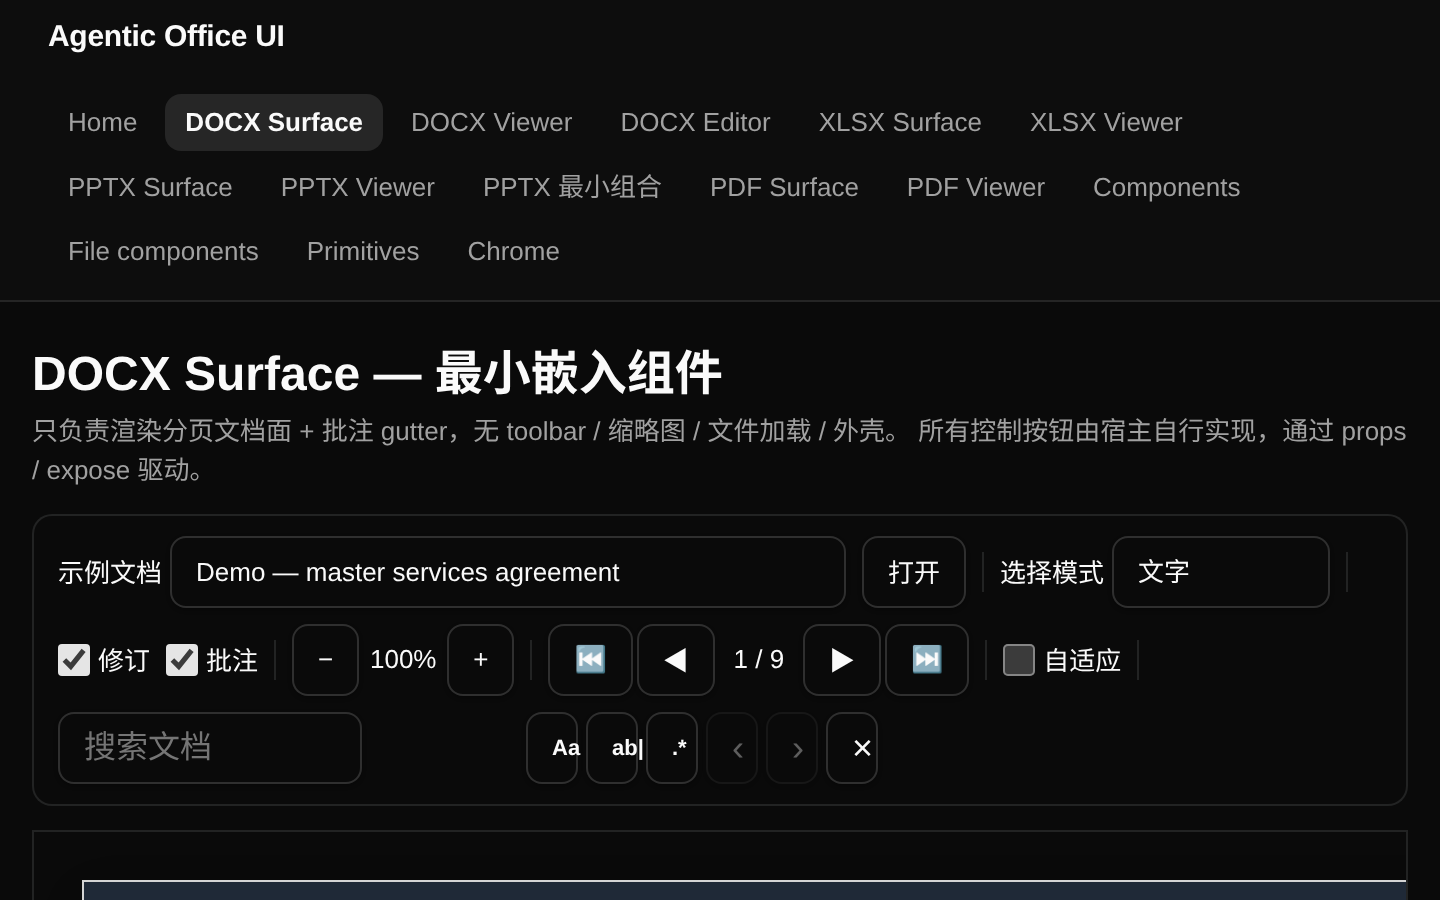 Agentic Office UI
Home DOCX Surface DOCX Viewer DOCX Editor XLSX Surface XLSX Viewer
PPTX Surface PPTX Viewer PPTX 最小组合 PDF Surface PDF Viewer Components
File components Primitives Chrome
DOCX Surface — 最小嵌入组件
只负责渲染分页文档面 + 批注 gutter，无 toolbar / 缩略图 / 文件加载 / 外壳。 所有控制按钮由宿主自行实现，通过 props
/ expose 驱动。
示例文档 Demo — master services agreement 打开 选择模式 文字
修订 批注 − 100% + ⏮ ◀ 1 / 9 ▶ ⏭ 自适应
搜索文档 Aa ab| .* ‹ › ✕